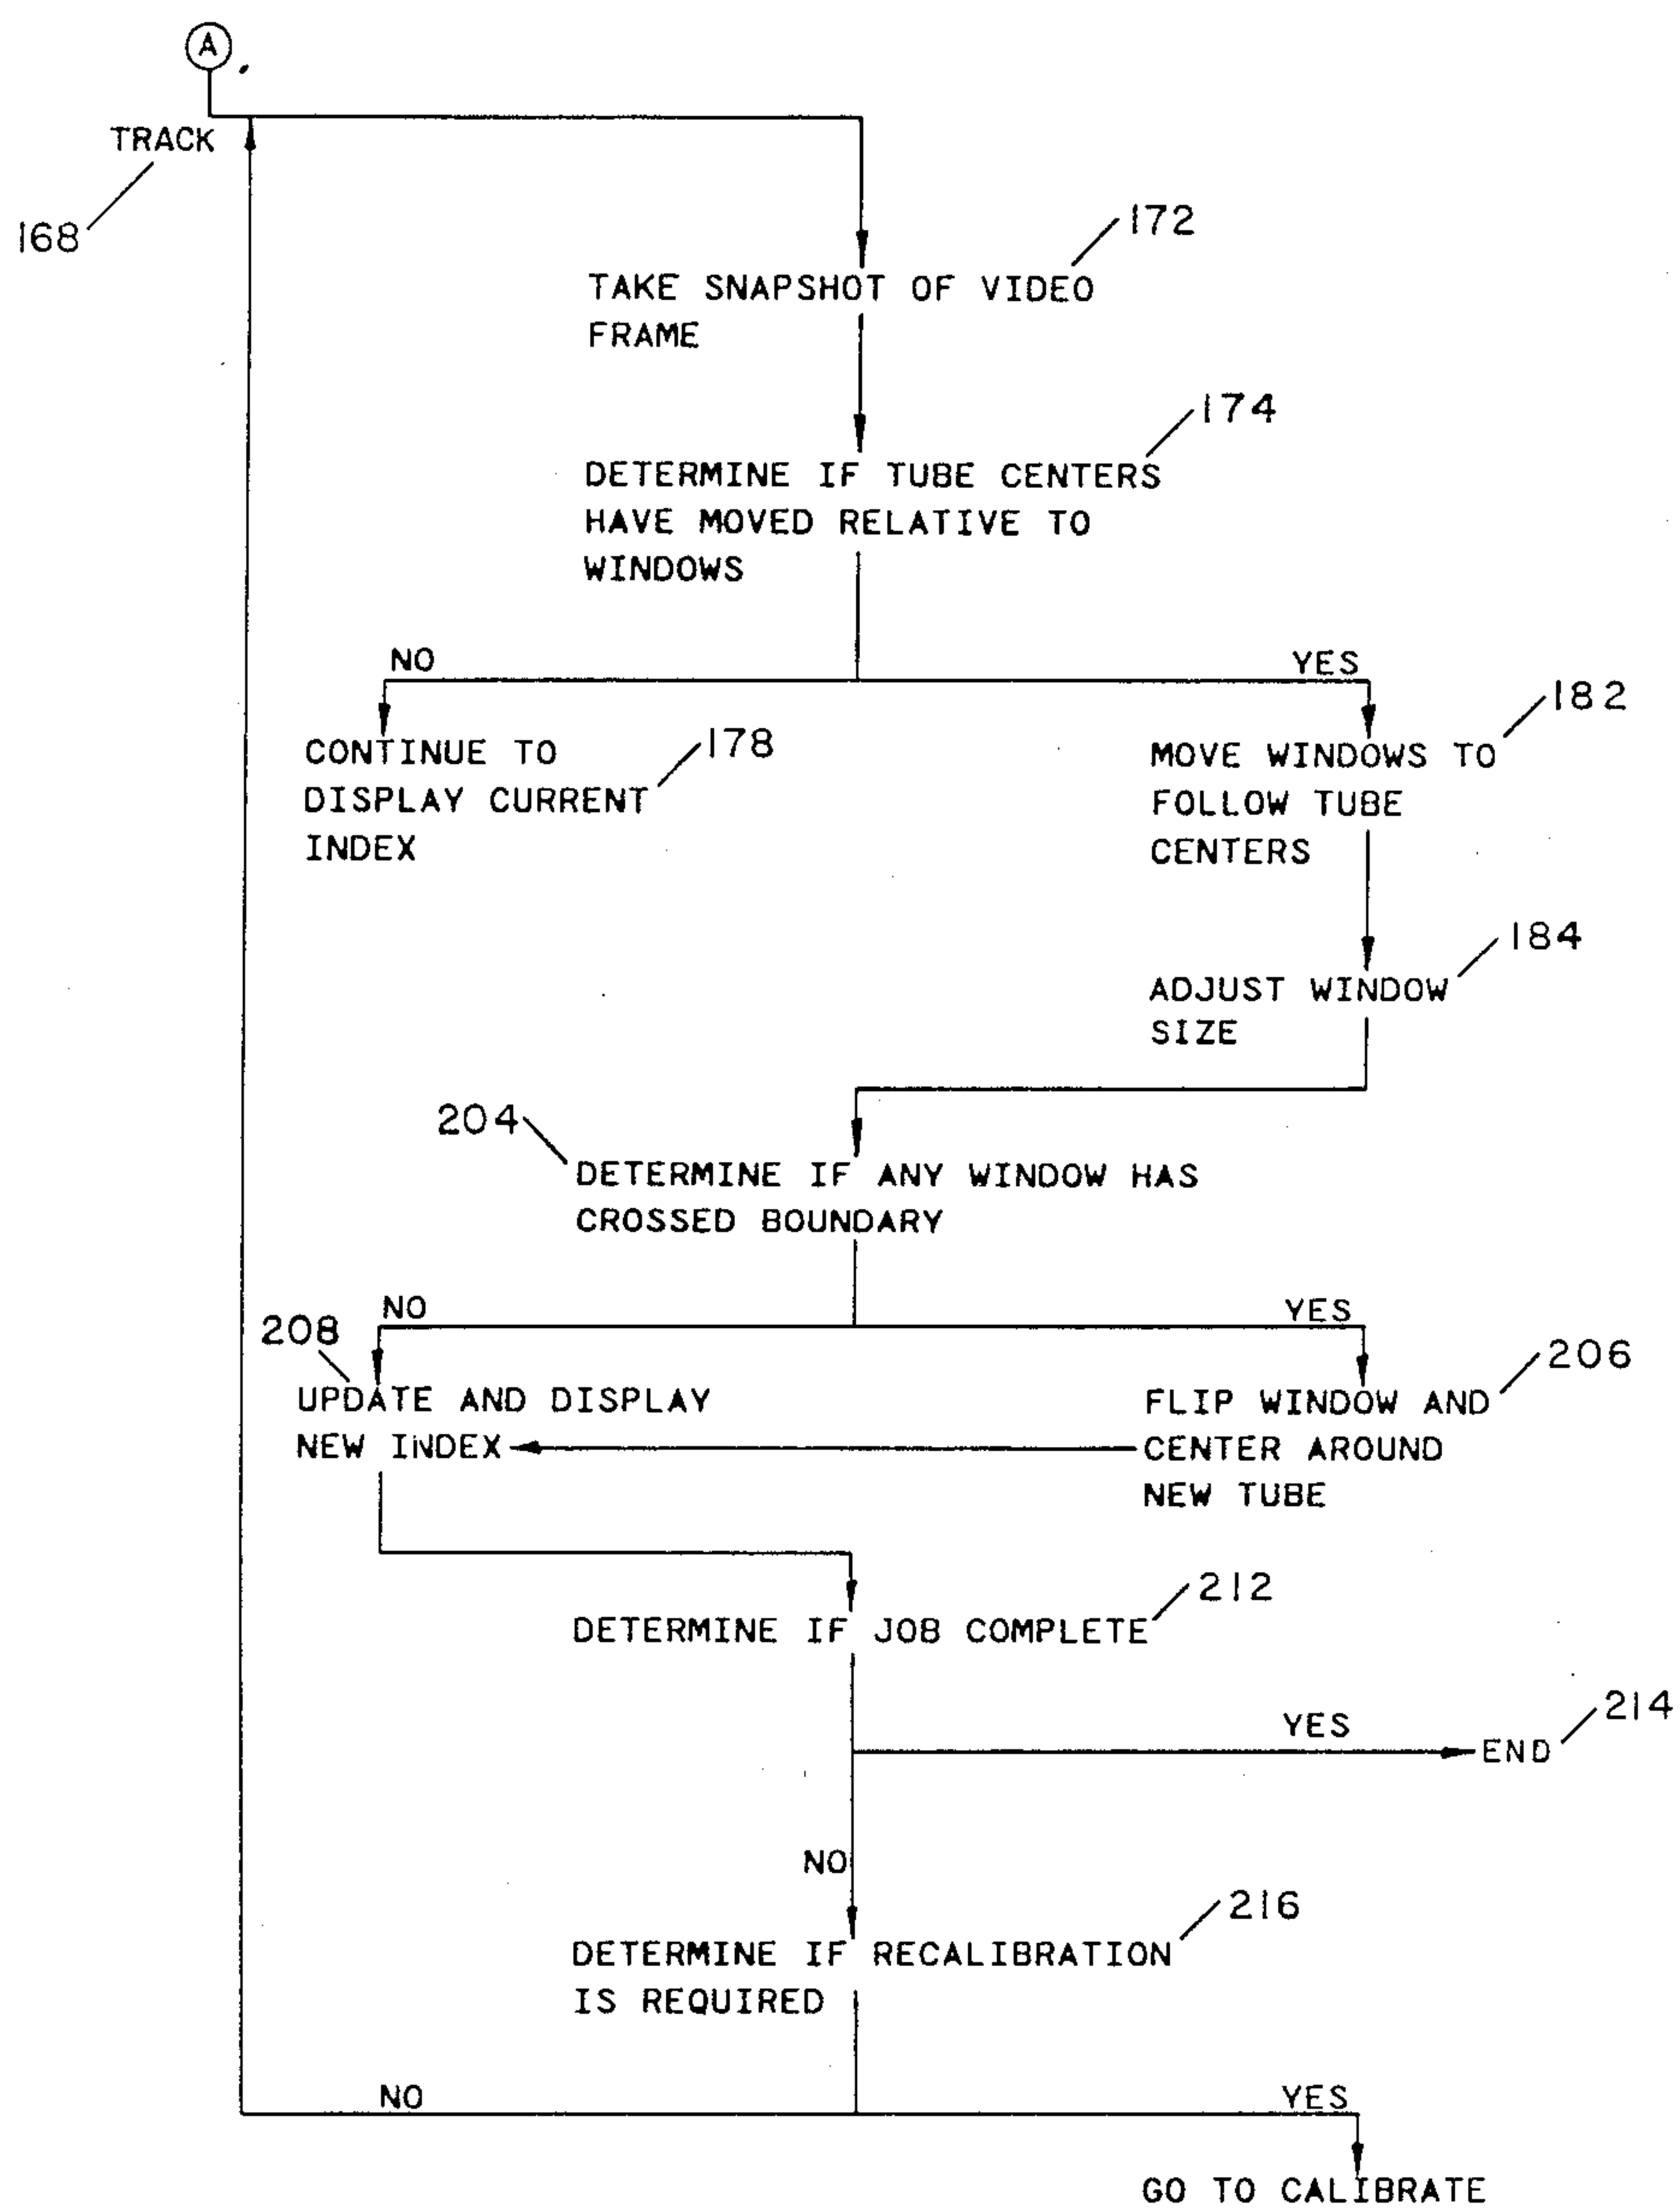 A
TRACK
168
172
TAKE SNAPSHOT OF VIDEO
FRAME
174
DETERMINE IF TUBE CENTERS
HAVE MOVED RELATIVE TO
WINDOWS
NO
YES
CONTINUE TO
DISPLAY CURRENT
INDEX
178
182
MOVE WINDOWS TO
FOLLOW TUBE
CENTERS
184
ADJUST WINDOW
SIZE
204
DETERMINE IF ANY WINDOW HAS
CROSSED BOUNDARY
NO
YES
208
UPDATE AND DISPLAY
NEW INDEX
206
FLIP WINDOW AND
CENTER AROUND
NEW TUBE
212
DETERMINE IF JOB COMPLETE
YES
END
214
NO
216
DETERMINE IF RECALIBRATION
IS REQUIRED
NO
YES
GO TO CALIBRATE